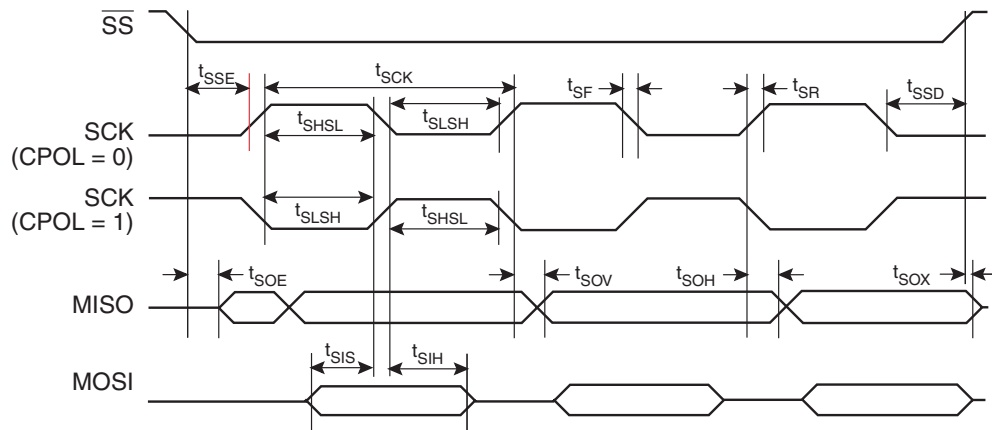 SS
tSSE
tSCK
tSF
tSR
tSSD
tSHSL
tSLSH
SCK
(CPOL = 0)
SCK
(CPOL = 1)
tSLSH
tSHSL
tSOE
tSOV
tSOH
tSOX
MISO
tSIS
tSIH
MOSI